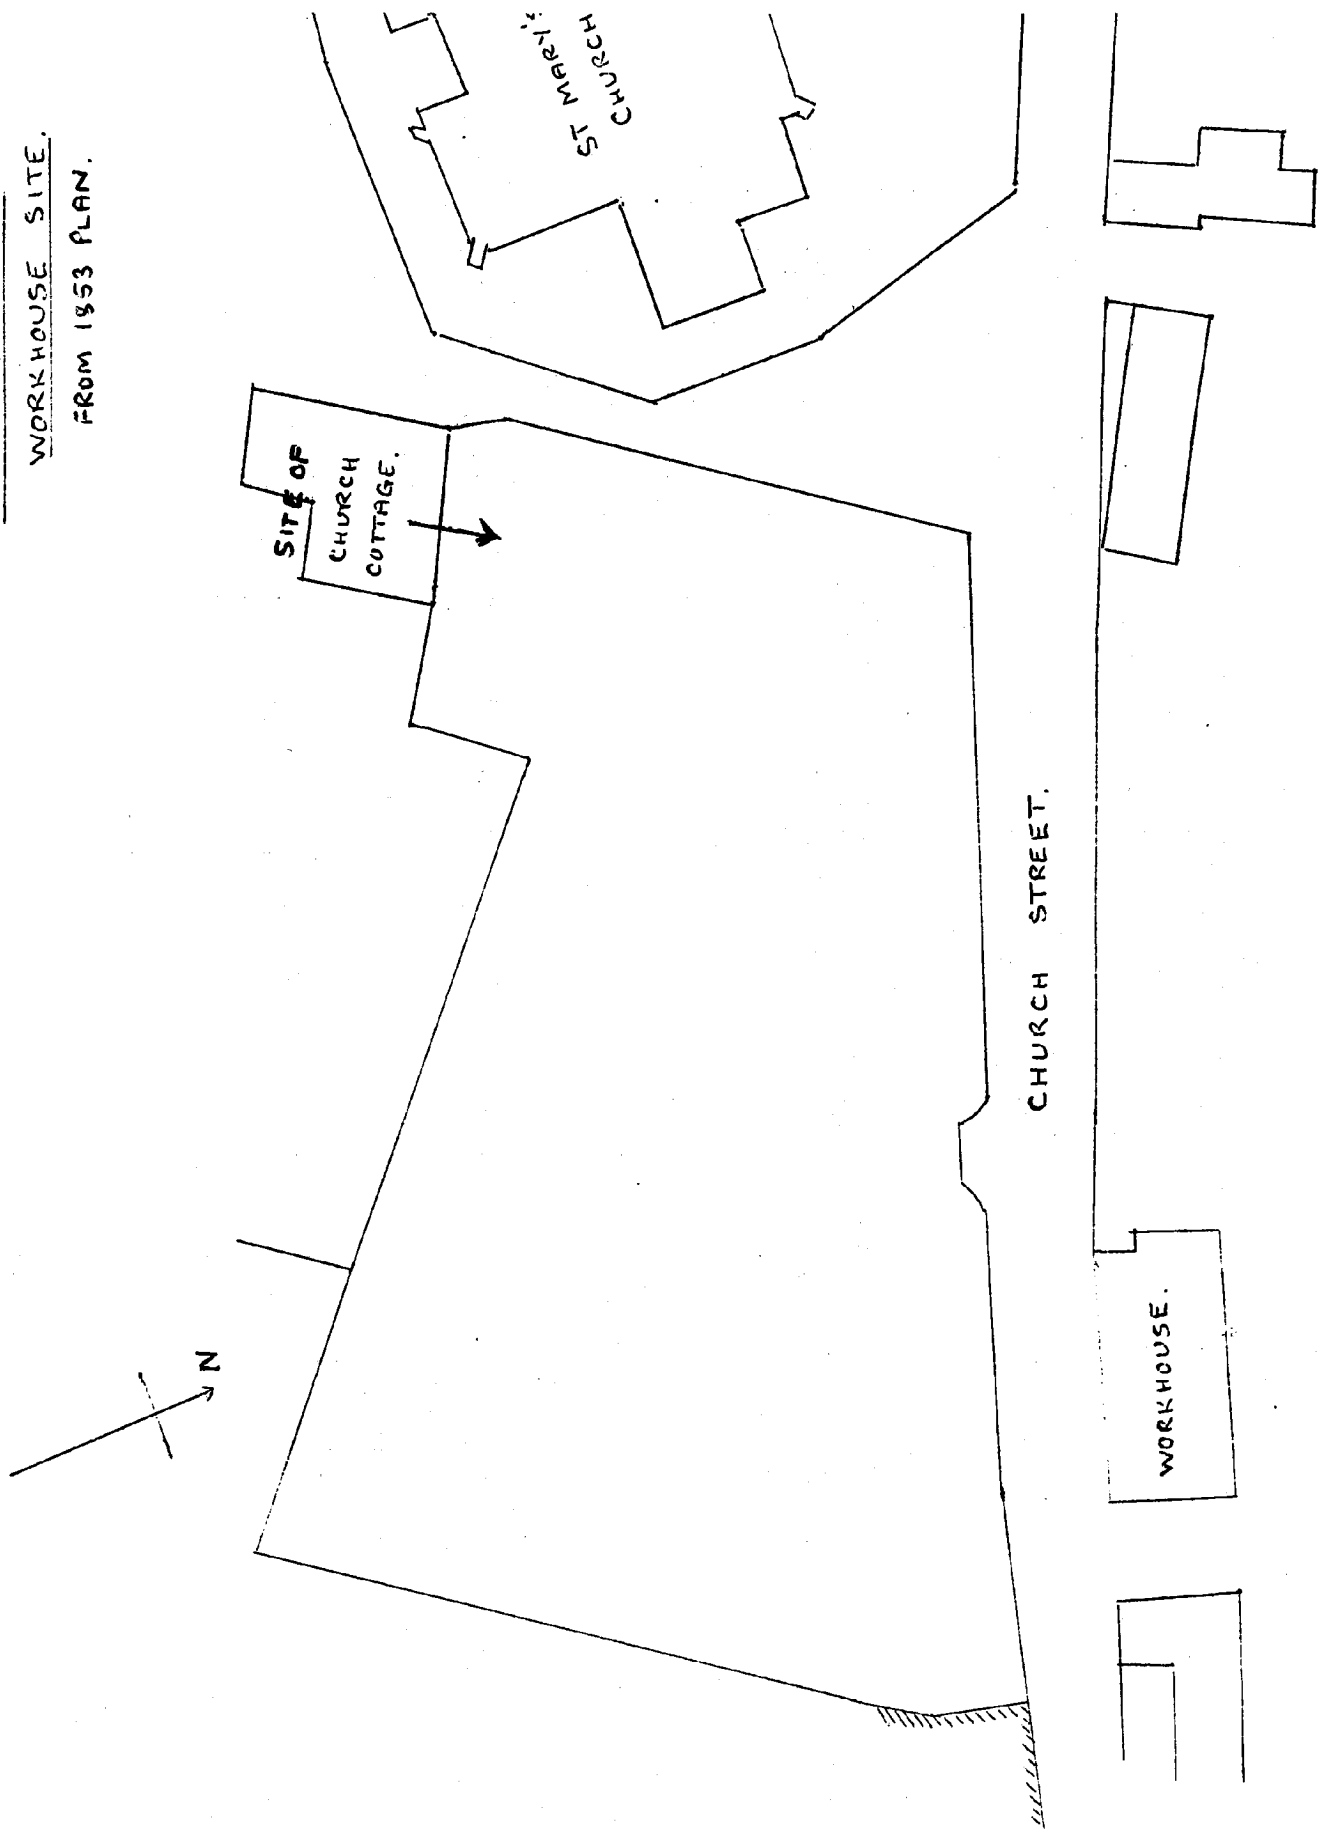 WORKHOUSE SITE.
FROM 1853 PLAN.
ST MARY'S
CHURCH
SITE OF
CHURCH
COTTAGE.
CHURCH STREET.
WORKHOUSE.
N